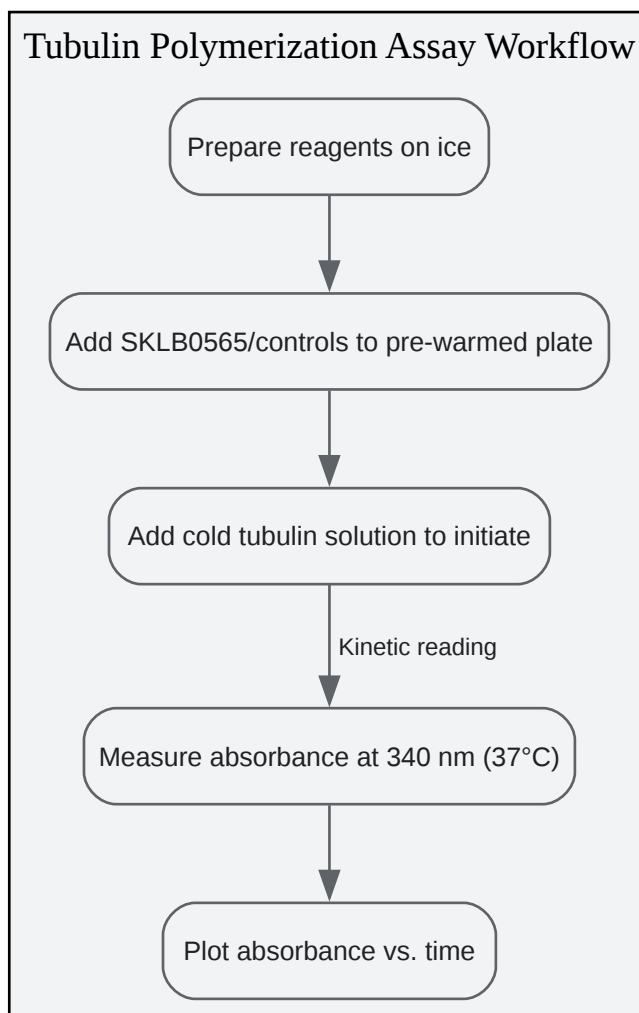 Tubulin Polymerization Assay Workflow
Prepare reagents on ice
Add SKLB0565/controls to pre-warmed plate
Add cold tubulin solution to initiate
Kinetic reading
Measure absorbance at 340 nm (37°C)
Plot absorbance vs. time